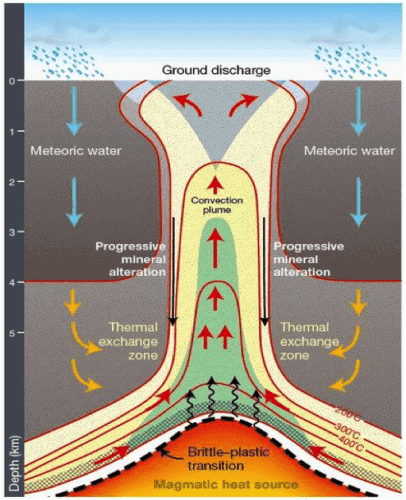 Ground discharge
0
1
Meteoric water
Meteoric water
2
Convection
plume
3
Progressive
mineral
alteration
Progressive
mineral
alteration
4
5
Thermal
exchange
zone
Thermal
exchange
zone
200°C
300°C
400°C
Depth (km)
Brittle–plastic
transition
Magmatic heat source